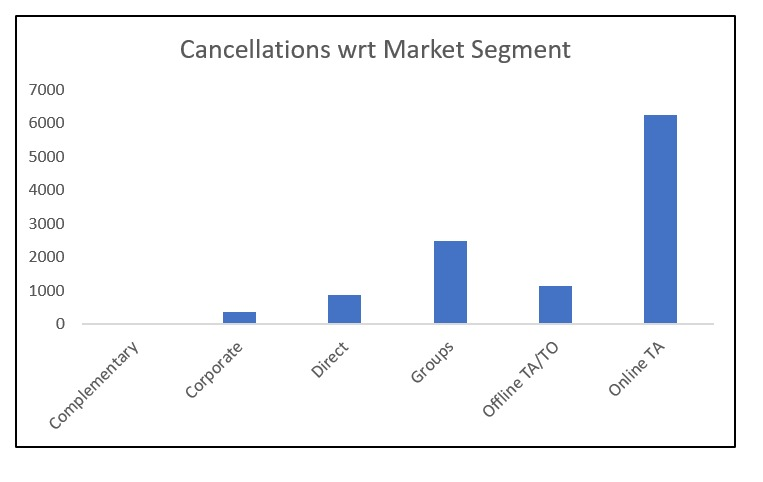 Cancellations wrt Market Segment
7000
6000
5000
4000
3000
2000
1000
0
Complementary
Corporate
Direct
Groups
Offline TA/TO
Online TA